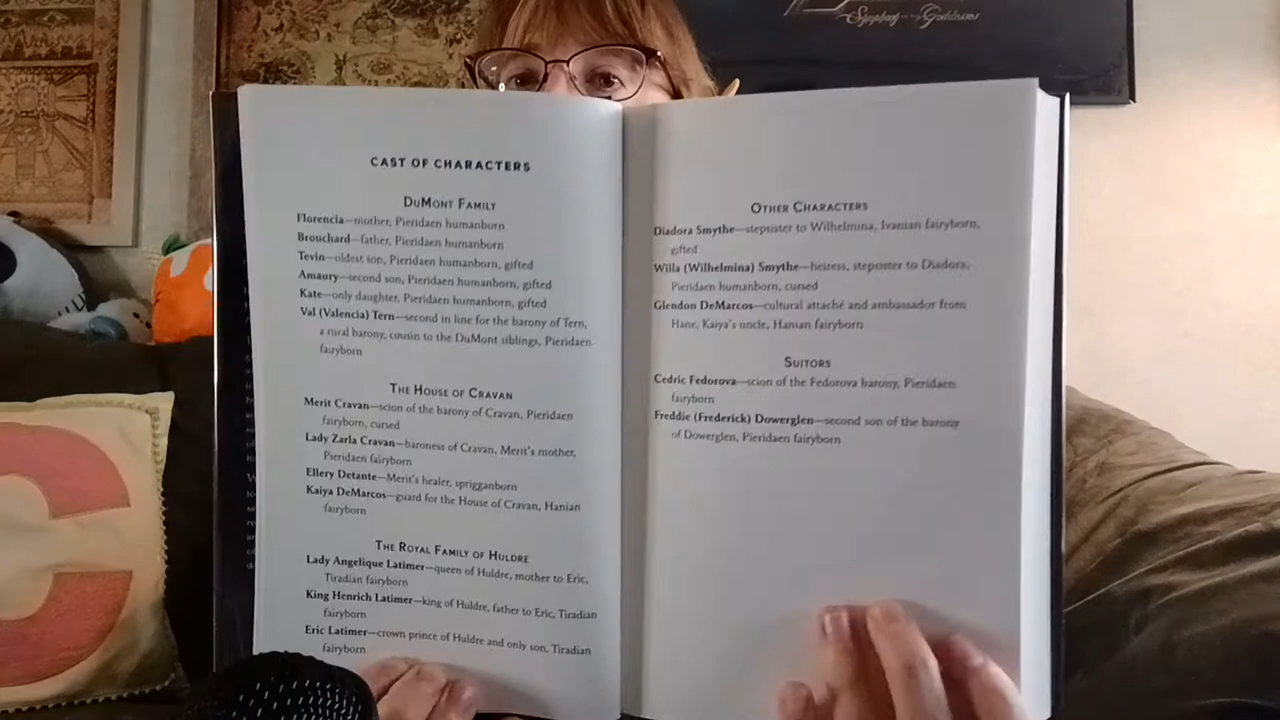 Symphony of the Goddesses
CAST OF CHARACTERS
DuMont Family
Florencia—mother, Pieridaen humanborn
Brouchard—father, Pieridaen humanborn
Tevin—oldest son, Pieridaen humanborn, gifted
Amaury—second son, Pieridaen humanborn, gifted
Kate—only daughter, Pieridaen humanborn, gifted
Val (Valencia) Tern—second in line for the barony of Tern,
a rural barony, cousin to the DuMont siblings, Pieridaen
fairyborn
The House of Cravan
Merit Cravan—scion of the barony of Cravan, Pieridaen
fairyborn, cursed
Lady Zarla Cravan—baroness of Cravan, Merit's mother,
Pieridaen fairyborn
Ellery Detante—Merit's healer, sprigganborn
Kaiya DeMarcos—guard for the House of Cravan, Hanian
fairyborn
The Royal Family of Huldre
Lady Angelique Latimer—queen of Huldre, mother to Eric,
Tiradian fairyborn
King Henrich Latimer—king of Huldre, father to Eric, Tiradian
fairyborn
Eric Latimer—crown prince of Huldre and only son, Tiradian
fairyborn
Other Characters
Diadora Smythe—stepsister to Wilhelmina, Ivanian fairyborn,
gifted
Willa (Wilhelmina) Smythe—heiress, stepsister to Diadora,
Pieridaen humanborn, cursed
Glendon DeMarcos—cultural attaché and ambassador from
Hane, Kaiya's uncle, Hanian fairyborn
Suitors
Cedric Fedorova—scion of the Fedorova barony, Pieridaen
fairyborn
Freddie (Frederick) Dowerglen—second son of the barony
of Dowerglen, Pieridaen fairyborn
C